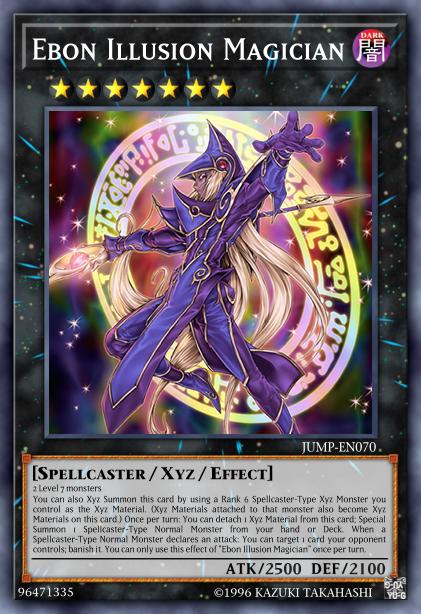 EBON ILLUSION MAGICIAN
DARK
闇
JUMP-EN070
[SPELLCASTER / XYZ / EFFECT]
2 Level 7 monsters
You can also Xyz Summon this card by using a Rank 6 Spellcaster-Type Xyz Monster you
control as the Xyz Material. (Xyz Materials attached to that monster also become Xyz
Materials on this card.) Once per turn: You can detach 1 Xyz Material from this card; Special
Summon 1 Spellcaster-Type Normal Monster from your hand or Deck. When a
Spellcaster-Type Normal Monster declares an attack: You can target 1 card your opponent
controls; banish it. You can only use this effect of "Ebon Illusion Magician" once per turn.
ATK/2500 DEF/2100
96471335
©1996 KAZUKI TAKAHASHI